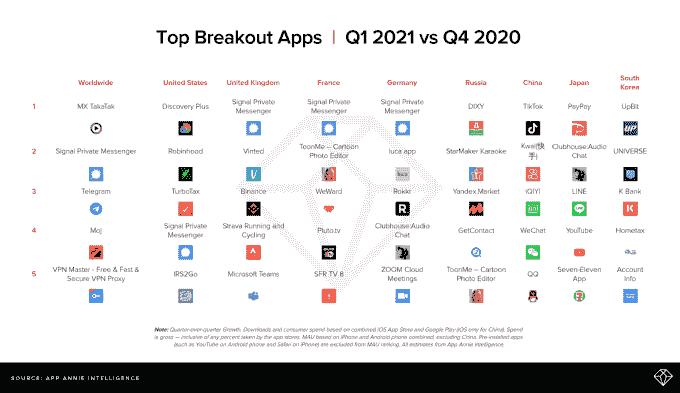 Top Breakout Apps | Q1 2021 vs Q4 2020
Worldwide United States United Kingdom France Germany Russia China Japan South Korea
1 MX TakaTak Discovery Plus Signal Private Messenger Signal Private Messenger Signal Private Messenger DIXY TikTok PayPay UpBit
2 Signal Private Messenger Robinhood Vinted ToonMe – Cartoon Photo Editor luca app StarMaker Karaoke Kwai(快手) Clubhouse:Audio Chat UNIVERSE
3 Telegram TurboTax Binance WeWard Rokkr Yandex.Market iQIYI LINE K Bank
4 Moj Signal Private Messenger Strava Running and Cycling Pluto.tv Clubhouse:Audio Chat GetContact WeChat YouTube Hometax
5 VPN Master - Free & Fast & Secure VPN Proxy IRS2Go Microsoft Teams SFR TV 8 ZOOM Cloud Meetings ToonMe – Cartoon Photo Editor QQ Seven-Eleven App Account Info
Note: Quarter-over-quarter Growth. Downloads and consumer spend based on combined iOS App Store and Google Play (iOS only for China). Spend
is gross — inclusive of any percent taken by the app stores. MAU based on iPhone and Android phone combined, excluding China. Pre-installed apps
(such as YouTube on Android phone and Safari on iPhone) are excluded from MAU ranking. All estimates from App Annie Intelligence.
SOURCE: APP ANNIE INTELLIGENCE